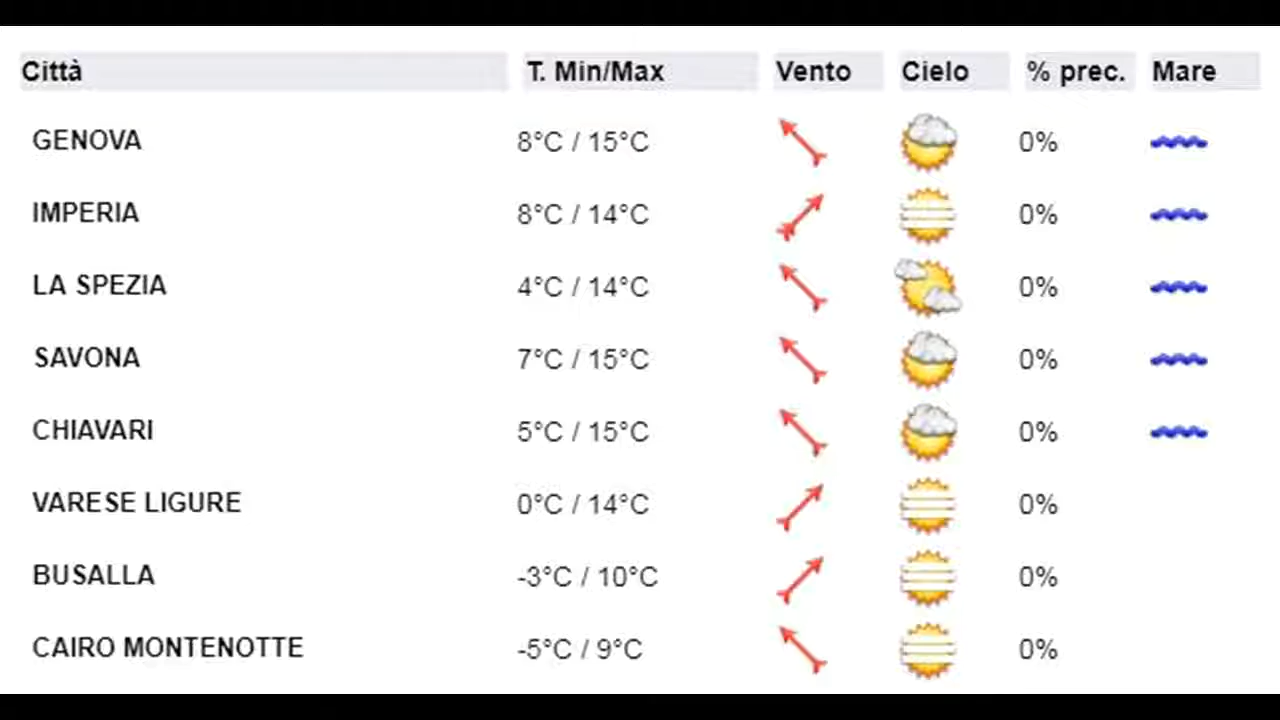 Città T. Min/Max Vento Cielo % prec. Mare
GENOVA 8°C / 15°C 0%
IMPERIA 8°C / 14°C 0%
LA SPEZIA 4°C / 14°C 0%
SAVONA 7°C / 15°C 0%
CHIAVARI 5°C / 15°C 0%
VARESE LIGURE 0°C / 14°C 0%
BUSALLA -3°C / 10°C 0%
CAIRO MONTENOTTE -5°C / 9°C 0%